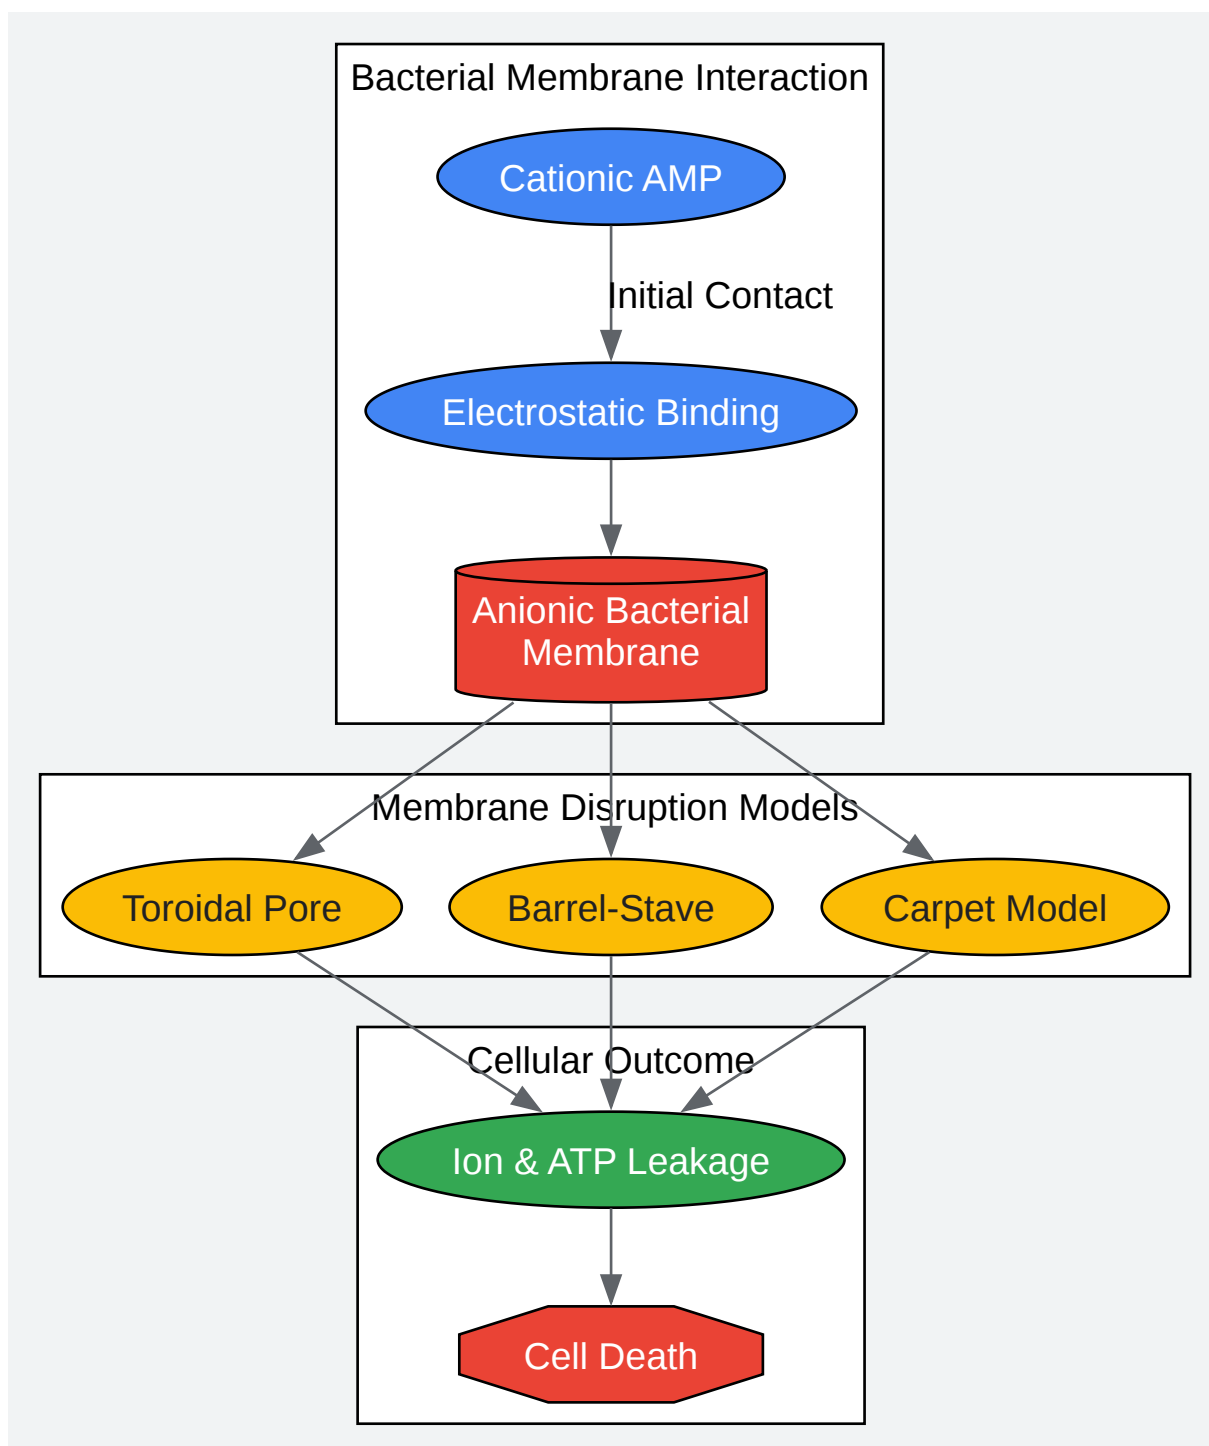 Bacterial Membrane Interaction
Cationic AMP
Initial Contact
Electrostatic Binding
Anionic Bacterial
Membrane
Membrane Disruption Models
Toroidal Pore
Barrel-Stave
Carpet Model
Cellular Outcome
Ion & ATP Leakage
Cell Death